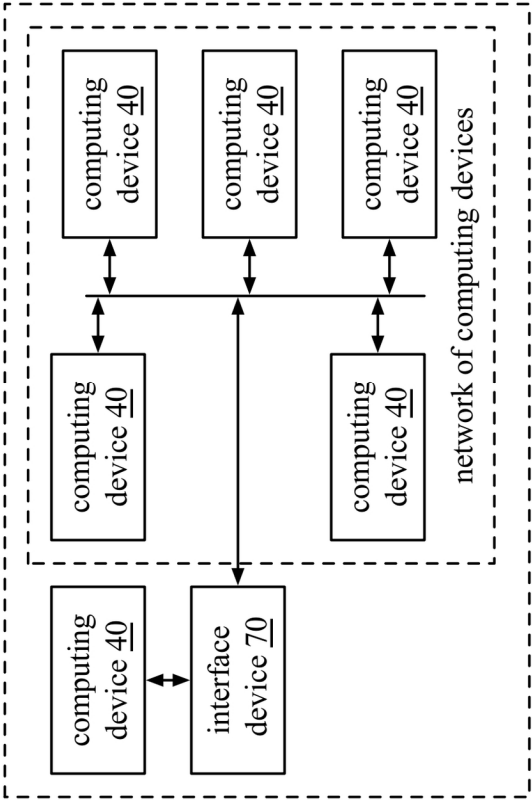 computing
device 40
computing
device 40
computing
device 40
interface
device 70
computing
device 40
computing
device 40
computing
device 40
network of computing devices